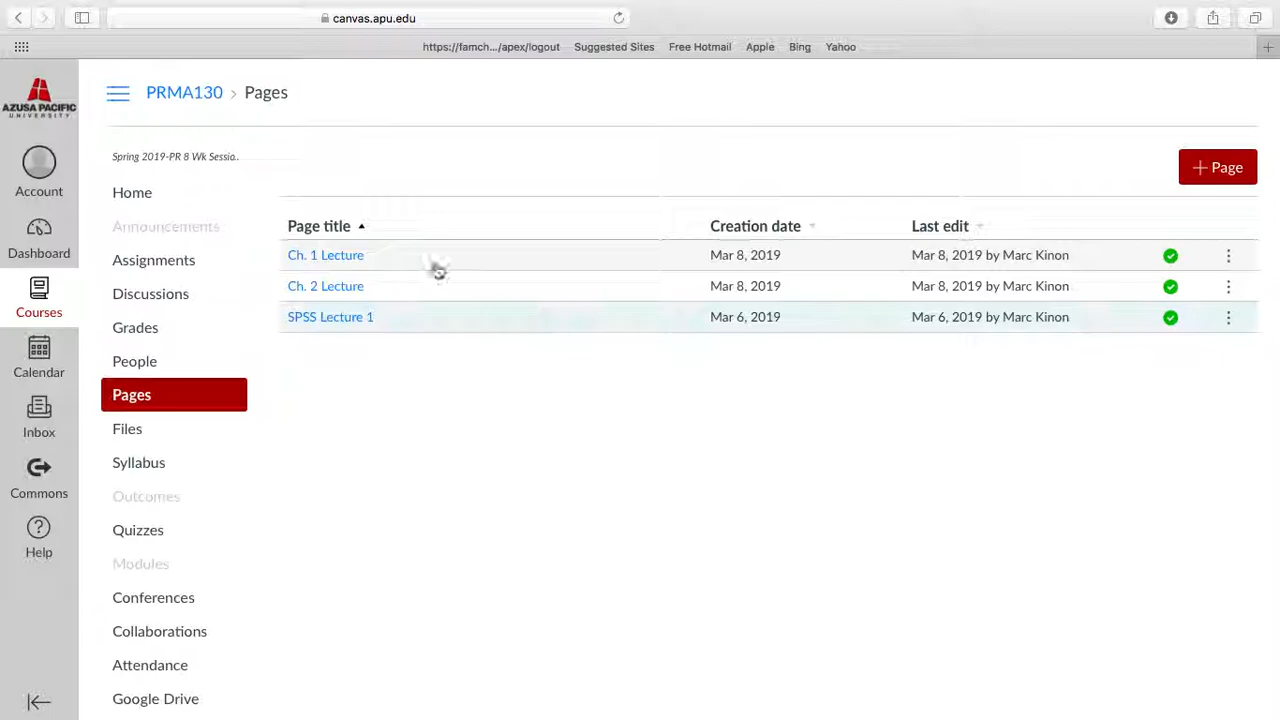 canvas.apu.edu
https://famch.../apex/logout Suggested Sites Free Hotmail Apple Bing Yahoo
AZUSA PACIFIC
UNIVERSITY
Account
Dashboard
Courses
Calendar
Inbox
Commons
Help
PRMA130 › Pages
Spring 2019-PR 8 Wk Sessio..
Home
Announcements
Assignments
Discussions
Grades
People
Pages
Files
Syllabus
Outcomes
Quizzes
Modules
Conferences
Collaborations
Attendance
Google Drive
+ Page
Page title Creation date Last edit
Ch. 1 Lecture Mar 8, 2019 Mar 8, 2019 by Marc Kinon
Ch. 2 Lecture Mar 8, 2019 Mar 8, 2019 by Marc Kinon
SPSS Lecture 1 Mar 6, 2019 Mar 6, 2019 by Marc Kinon